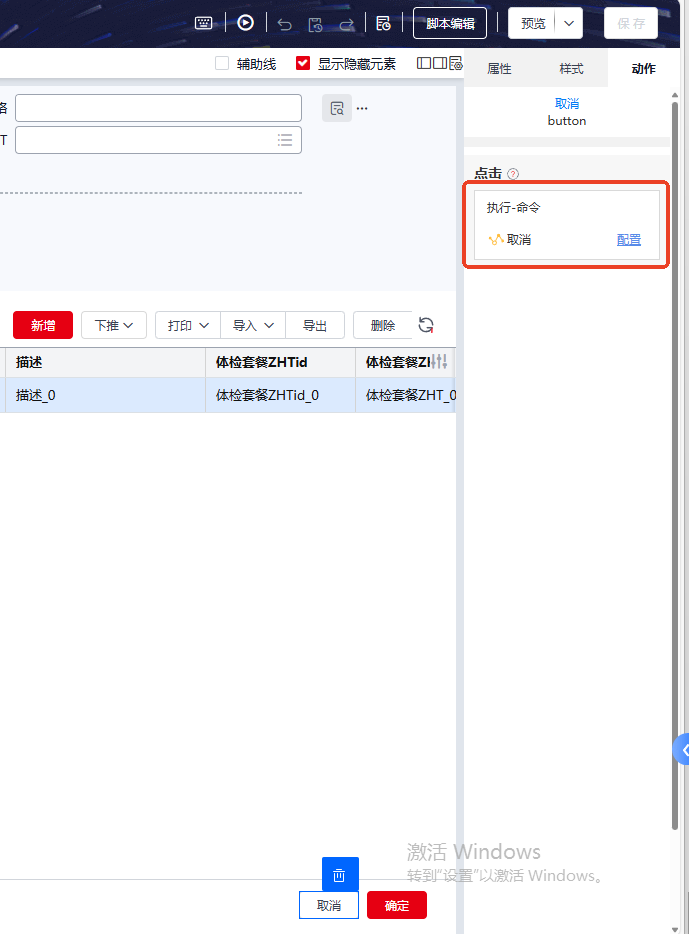 脚本编辑 预览 保存
辅助线 显示隐藏元素 属性 样式 动作
取消
button
格
T
点击
执行-命令
取消 配置
新增 下推 打印 导入 导出 删除
描述 体检套餐ZHTid 体检套餐ZH
描述_0 体检套餐ZHTid_0 体检套餐ZHT_0
激活 Windows
转到"设置"以激活 Windows。
取消 确定